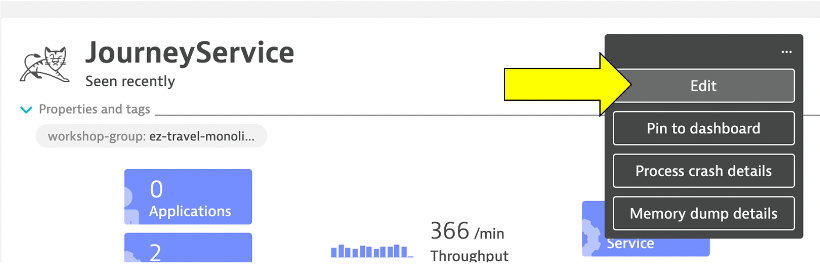 JourneyService
Seen recently
Properties and tags
workshop-group: ez-travel-monoli...
0
Applications
2
366 /min
Throughput
...
Edit
Pin to dashboard
Process crash details
Memory dump details
Service